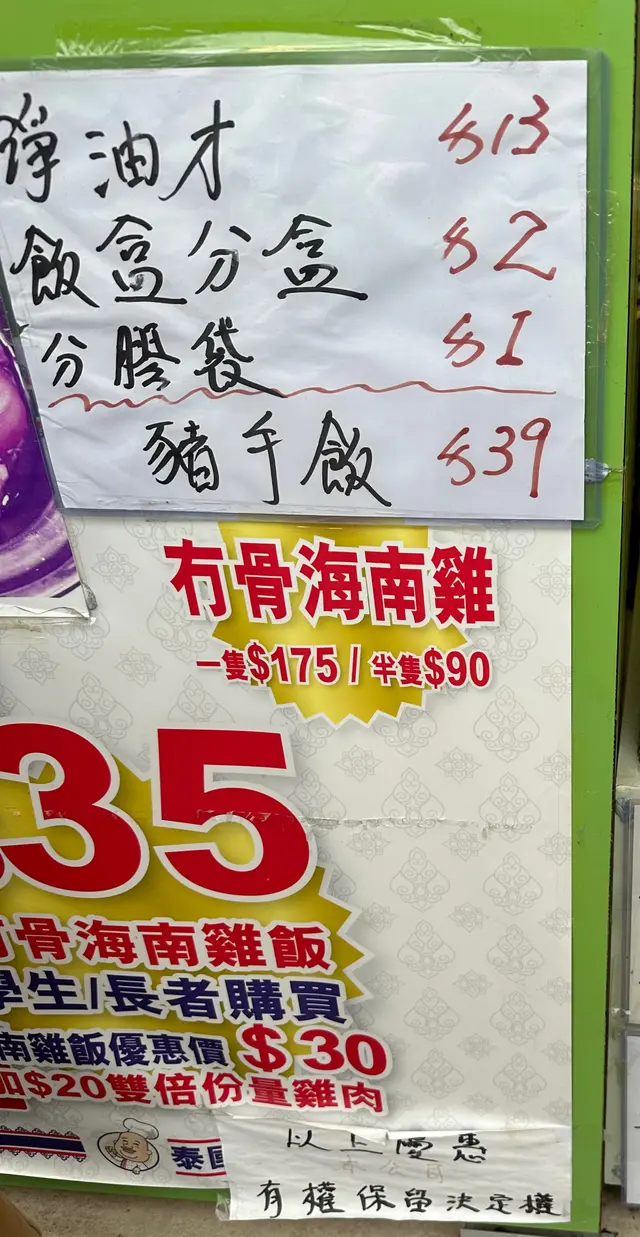 淨油才 $13
飯盒分盒 $2
分膠袋 $1
豬手飯 $39
冇骨海南雞
一隻$175 / 半隻$90
35
冇骨海南雞飯
學生/長者購買
南雞飯優惠價 $30
加$20雙倍份量雞肉
泰國
以上優惠
本公司
有權保留決定權